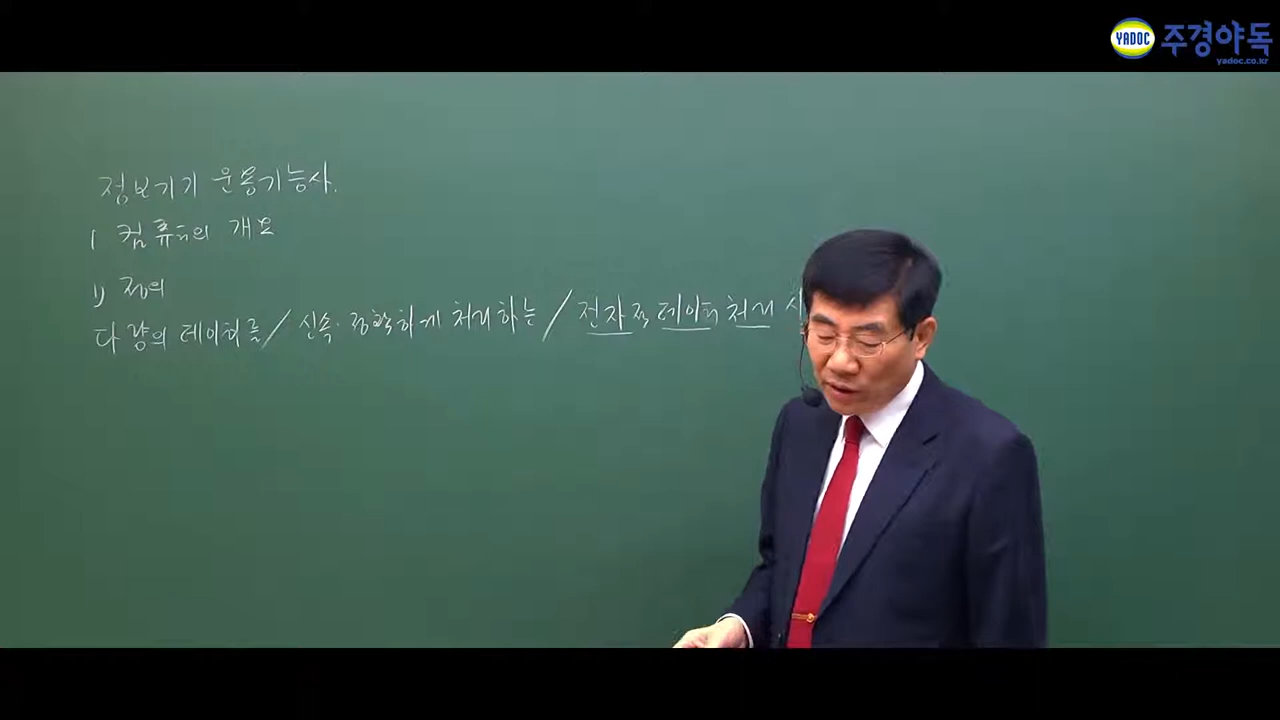 YADOC 주경야독
yadoc.co.kr
정보기기 운용기능사.
1 컴퓨터의 개요
1) 정의
다량의 데이터를 / 신속·정확하게 처리하는 / 전자적 데이터 처리 시